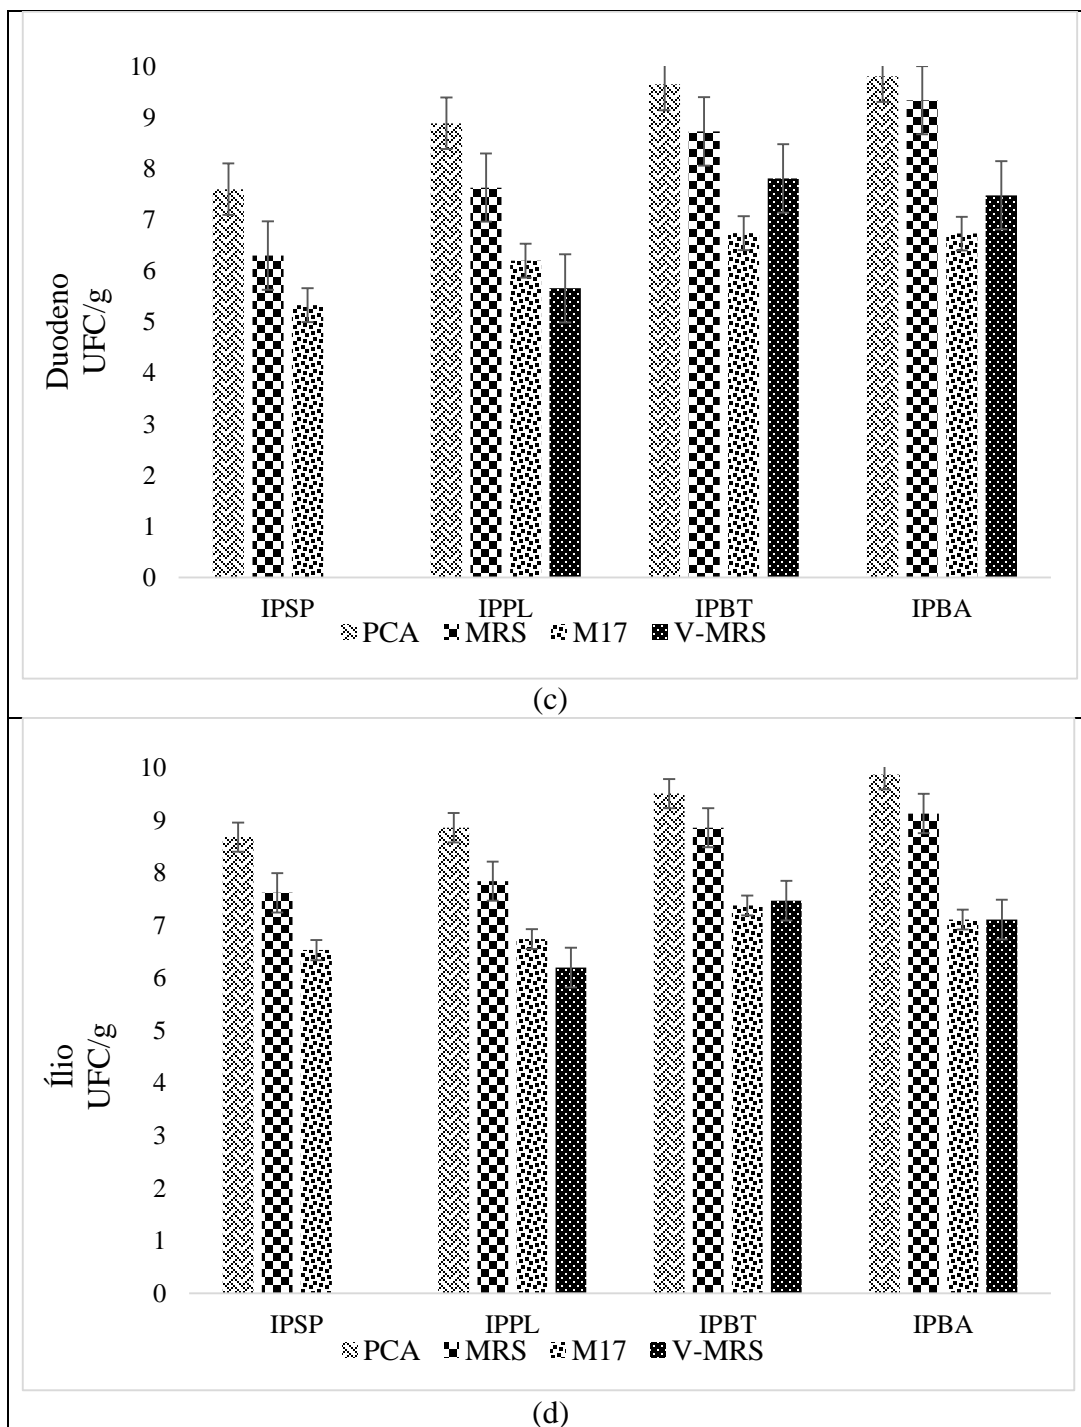 10
9
8
7
6
5
4
3
2
1
0
Duodeno
UFC/g
IPSP IPPL IPBT IPBA
PCA MRS M17 V-MRS
(c)
10
9
8
7
6
5
4
3
2
1
0
Ílio
UFC/g
IPSP IPPL IPBT IPBA
PCA MRS M17 V-MRS
(d)